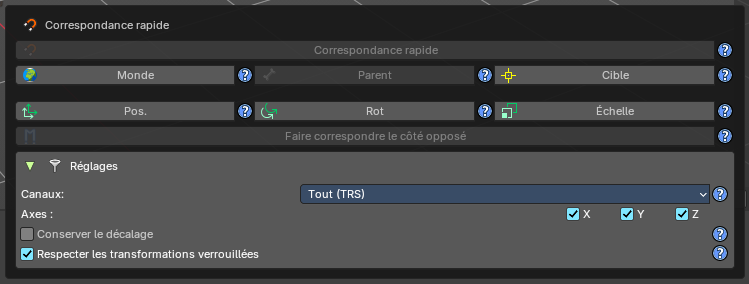 Correspondance rapide
Correspondance rapide
Monde Parent Cible
Pos. Rot Échelle
Faire correspondre le côté opposé
Réglages
Canaux: Tout (TRS)
Axes : X Y Z
Conserver le décalage
Respecter les transformations verrouillées